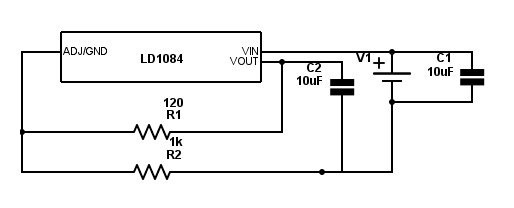 ADJ/GND
LD1084
VIN
VOUT
C2
10uF
V1
+
C1
10uF
120
R1
1k
R2